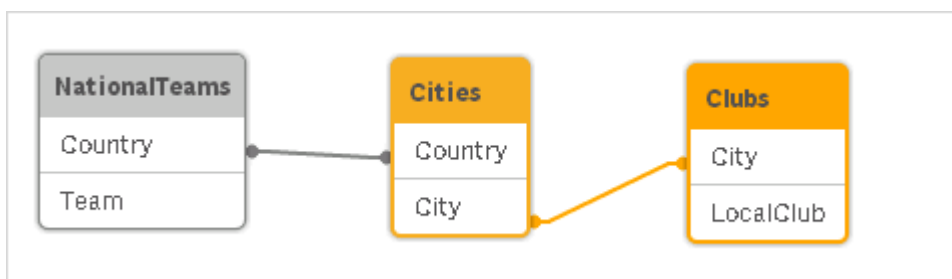 NationalTeams
Country
Team
Cities
Country
City
Clubs
City
LocalClub